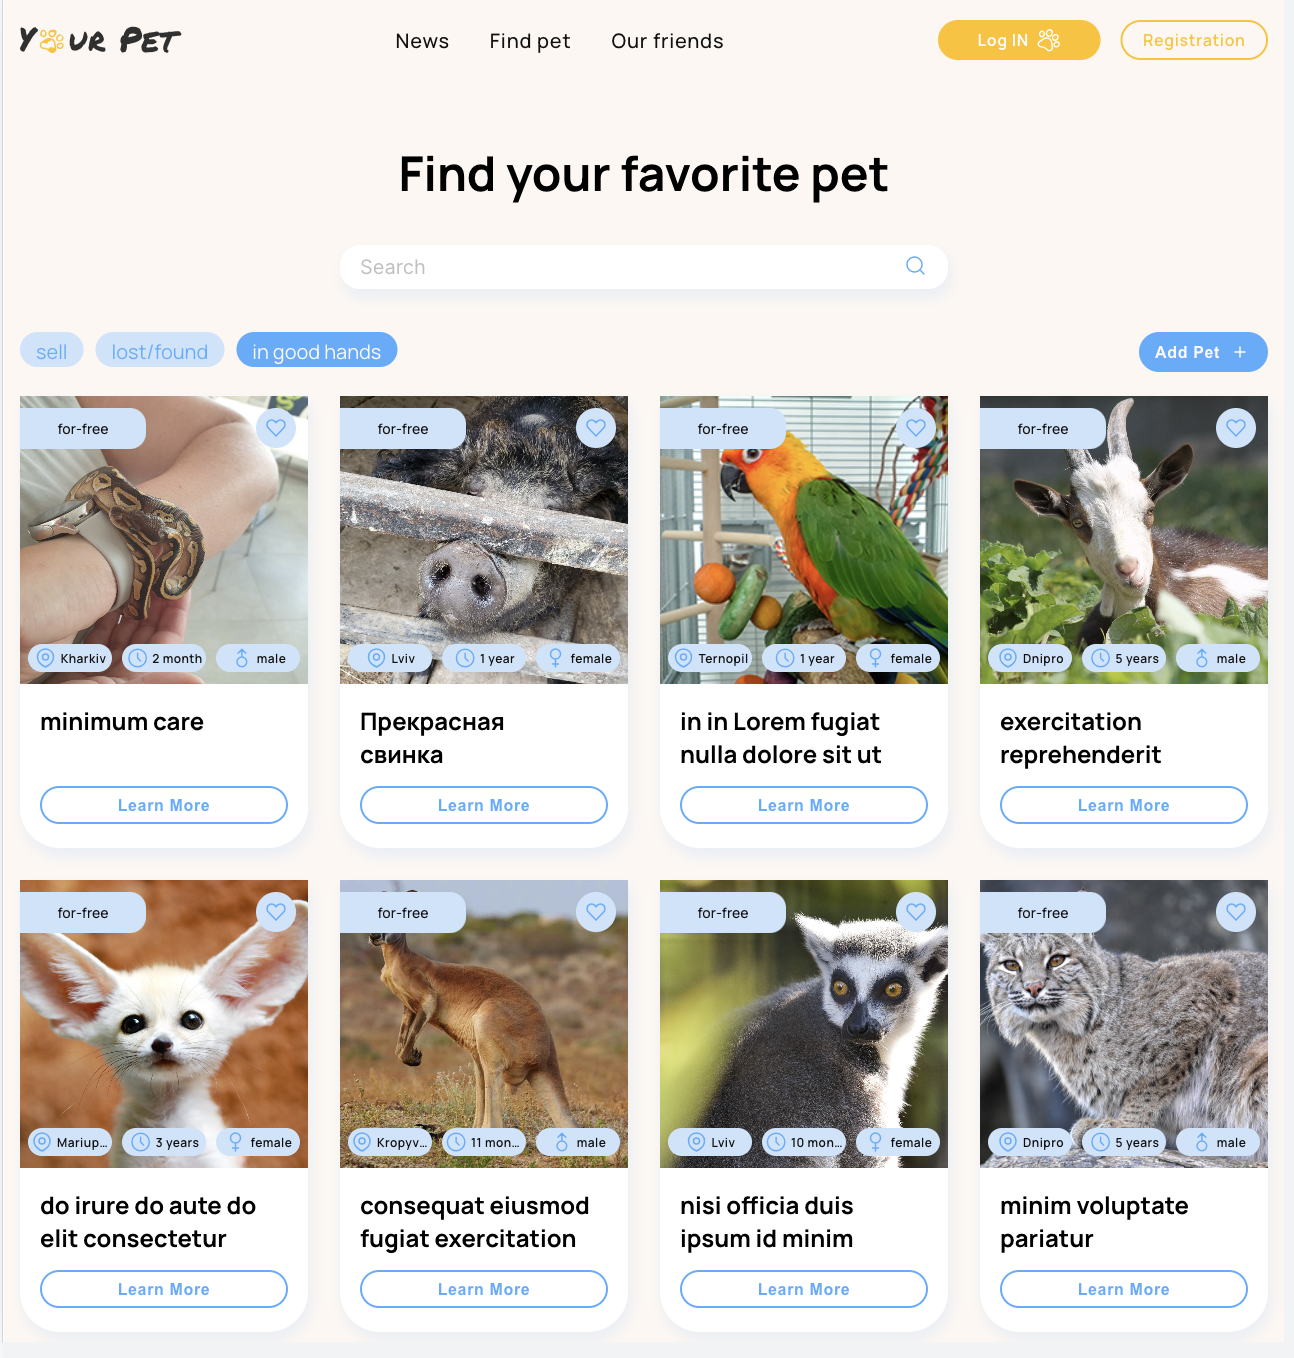 Your Pet
News
Find pet
Our friends
Log IN
Registration
Find your favorite pet
Search
sell
lost/found
in good hands
Add Pet +
for-free
for-free
for-free
for-free
Kharkiv
2 month
male
Lviv
1 year
female
Ternopil
1 year
female
Dnipro
5 years
male
minimum care
Прекрасная
свинка
in in Lorem fugiat
nulla dolore sit ut
exercitation
reprehenderit
Learn More
Learn More
Learn More
Learn More
for-free
for-free
for-free
for-free
Mariup...
3 years
female
Kropyv...
11 mon...
male
Lviv
10 mon...
female
Dnipro
5 years
male
do irure do aute do
elit consectetur
consequat eiusmod
fugiat exercitation
nisi officia duis
ipsum id minim
minim voluptate
pariatur
Learn More
Learn More
Learn More
Learn More